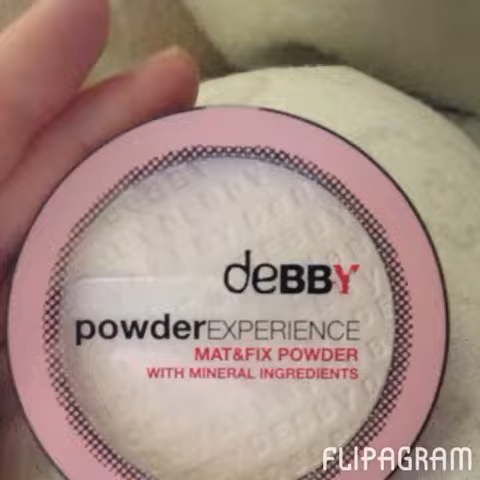 deBBY
powderEXPERIENCE
MAT&FIX POWDER
WITH MINERAL INGREDIENTS
FLIPAGRAM